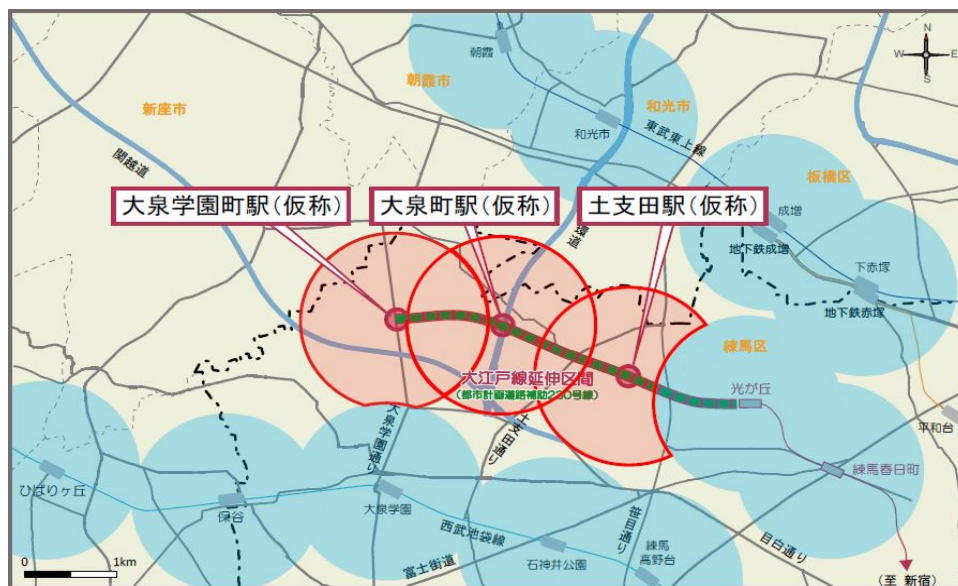 朝霞
朝霞市
和光市
新座市
N
W E
S
和光市
東武東上線
関越道
板橋区
大泉学園町駅(仮称)
大泉町駅(仮称)
土支田駅(仮称)
成増
地下鉄成増
環道
下赤塚
地下鉄赤塚
練馬区
大江戸線延伸区間
(都市計画道路補助230号線)
光が丘
大泉学園通り
土支田通り
平和台
練馬春日町
ひばりヶ丘
保谷
大泉学園
西武池袋線
笹目通り
目白通り
石神井公園
練馬
高野台
富士街道
0 1km
(至 新宿)